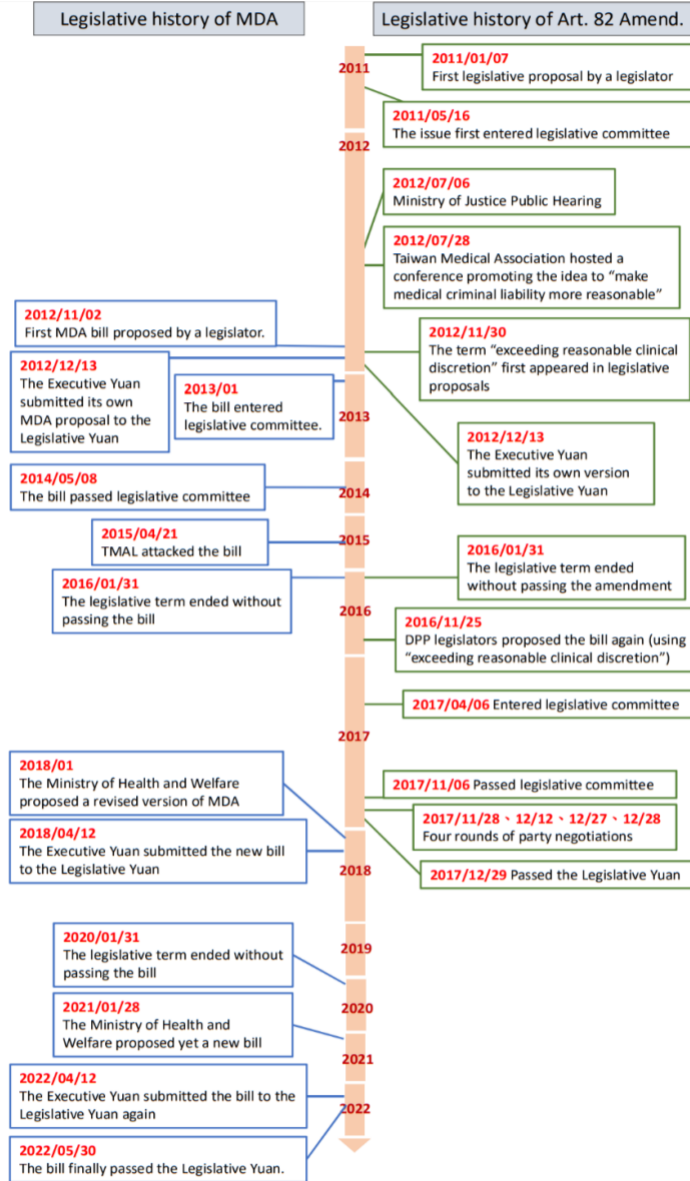 Legislative history of MDA
Legislative history of Art. 82 Amend.
2011
2011/01/07
First legislative proposal by a legislator
2011/05/16
The issue first entered legislative committee
2012
2012/07/06
Ministry of Justice Public Hearing
2012/07/28
Taiwan Medical Association hosted a
conference promoting the idea to “make
medical criminal liability more reasonable”
2012/11/02
First MDA bill proposed by a legislator.
2012/11/30
The term “exceeding reasonable clinical
discretion” first appeared in legislative
proposals
2012/12/13
The Executive Yuan
submitted its own
MDA proposal to the
Legislative Yuan
2013/01
The bill entered
legislative committee.
2013
2012/12/13
The Executive Yuan
submitted its own version
to the Legislative Yuan
2014/05/08
The bill passed legislative committee
2014
2015/04/21
TMAL attacked the bill
2015
2016/01/31
The legislative term ended without
passing the bill
2016/01/31
The legislative term ended
without passing the amendment
2016
2016/11/25
DPP legislators proposed the bill again (using
“exceeding reasonable clinical discretion”)
2017/04/06 Entered legislative committee
2017
2018/01
The Ministry of Health and Welfare
proposed a revised version of MDA
2017/11/06 Passed legislative committee
2017/11/28、12/12、12/27、12/28
Four rounds of party negotiations
2018/04/12
The Executive Yuan submitted the new bill
to the Legislative Yuan
2018
2017/12/29 Passed the Legislative Yuan
2020/01/31
The legislative term ended without
passing the bill
2019
2021/01/28
The Ministry of Health and
Welfare proposed yet a new bill
2020
2021
2022/04/12
The Executive Yuan submitted the bill to the
Legislative Yuan again
2022
2022/05/30
The bill finally passed the Legislative Yuan.